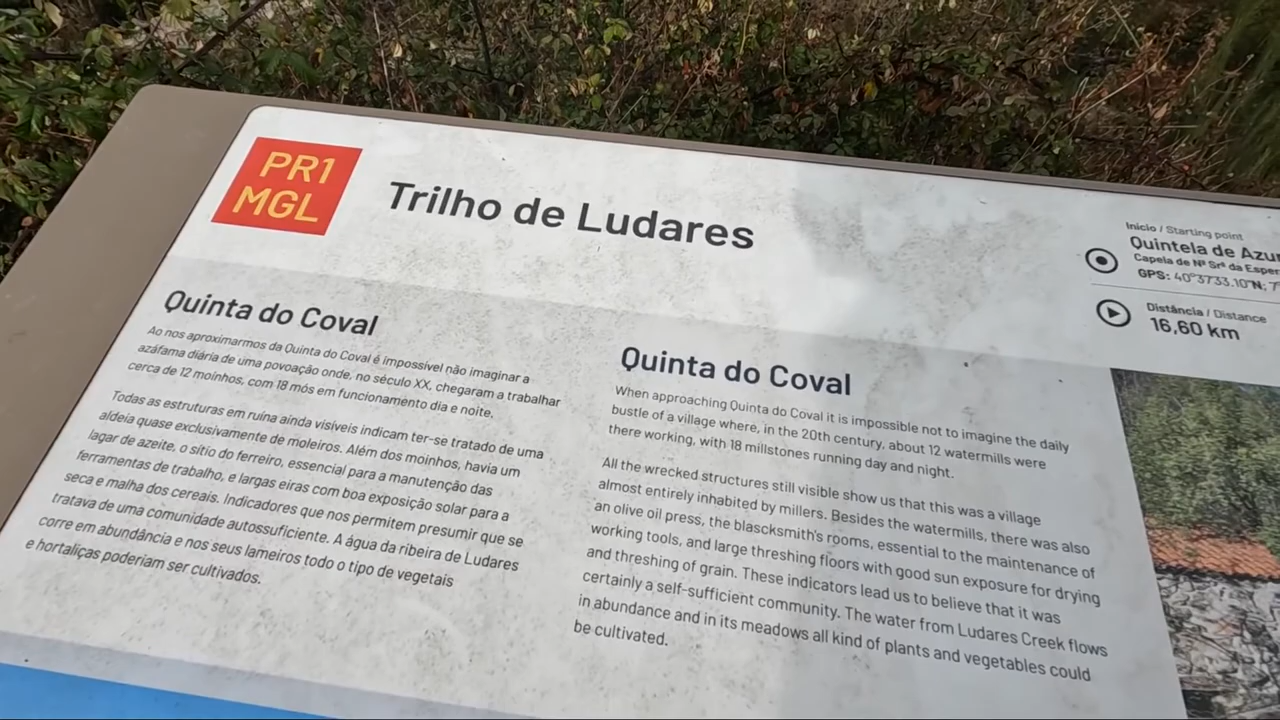 PR1
MGL
Trilho de Ludares
Início / Starting point
Quintela de
Capela de Nª Srª da
GPS: 40°37'33.10"N;
Distância / Distance
16,60 km
Quinta do Coval
Ao nos aproximarmos da Quinta do Coval é impossível não imaginar a
azáfama diária de uma povoação onde, no século XX, chegaram a trabalhar
cerca de 12 moinhos, com 18 mós em funcionamento dia e noite.
Todas as estruturas em ruína ainda visíveis indicam ter-se tratado de uma
aldeia quase exclusivamente de moleiros. Além dos moinhos, havia um
lagar de azeite, o sítio do ferreiro, essencial para a manutenção das
ferramentas de trabalho, e largas eiras com boa exposição solar para a
seca e malha dos cereais. Indicadores que nos permitem presumir que se
tratava de uma comunidade autossuficiente. A água da ribeira de Ludares
corre em abundância e nos seus lameiros todo o tipo de vegetais
e hortaliças poderiam ser cultivados.
Quinta do Coval
When approaching Quinta do Coval it is impossible not to imagine the daily
bustle of a village where, in the 20th century, about 12 watermills were
there working, with 18 millstones running day and night.
All the wrecked structures still visible show us that this was a village
almost entirely inhabited by millers. Besides the watermills, there was also
an olive oil press, the blascksmith's rooms, essential to the maintenance of
working tools, and large threshing floors with good sun exposure for drying
and threshing of grain. These indicators lead us to believe that it was
certainly a self-sufficient community. The water from Ludares Creek flows
in abundance and in its meadows all kind of plants and vegetables could
be cultivated.